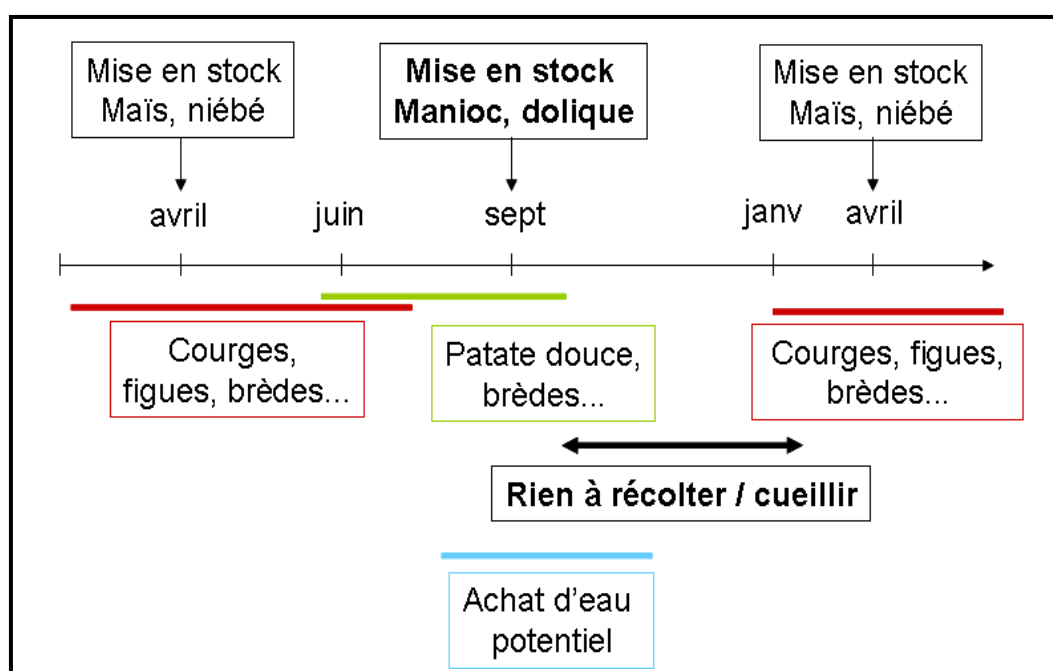 Mise en stock
Maïs, niébé
Mise en stock
Manioc, dolique
Mise en stock
Maïs, niébé
avril
juin
sept
janv
avril
Courges,
figues, brèdes...
Patate douce,
brèdes...
Courges, figues,
brèdes...
Rien à récolter / cueillir
Achat d’eau
potentiel